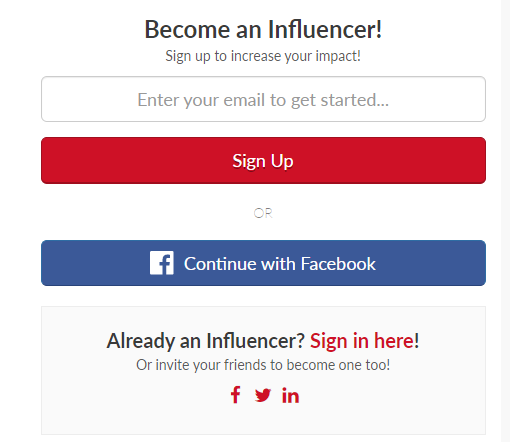 Become an Influencer!
Sign up to increase your impact!
Enter your email to get started...
Sign Up
OR
Continue with Facebook
Already an Influencer? Sign in here!
Or invite your friends to become one too!